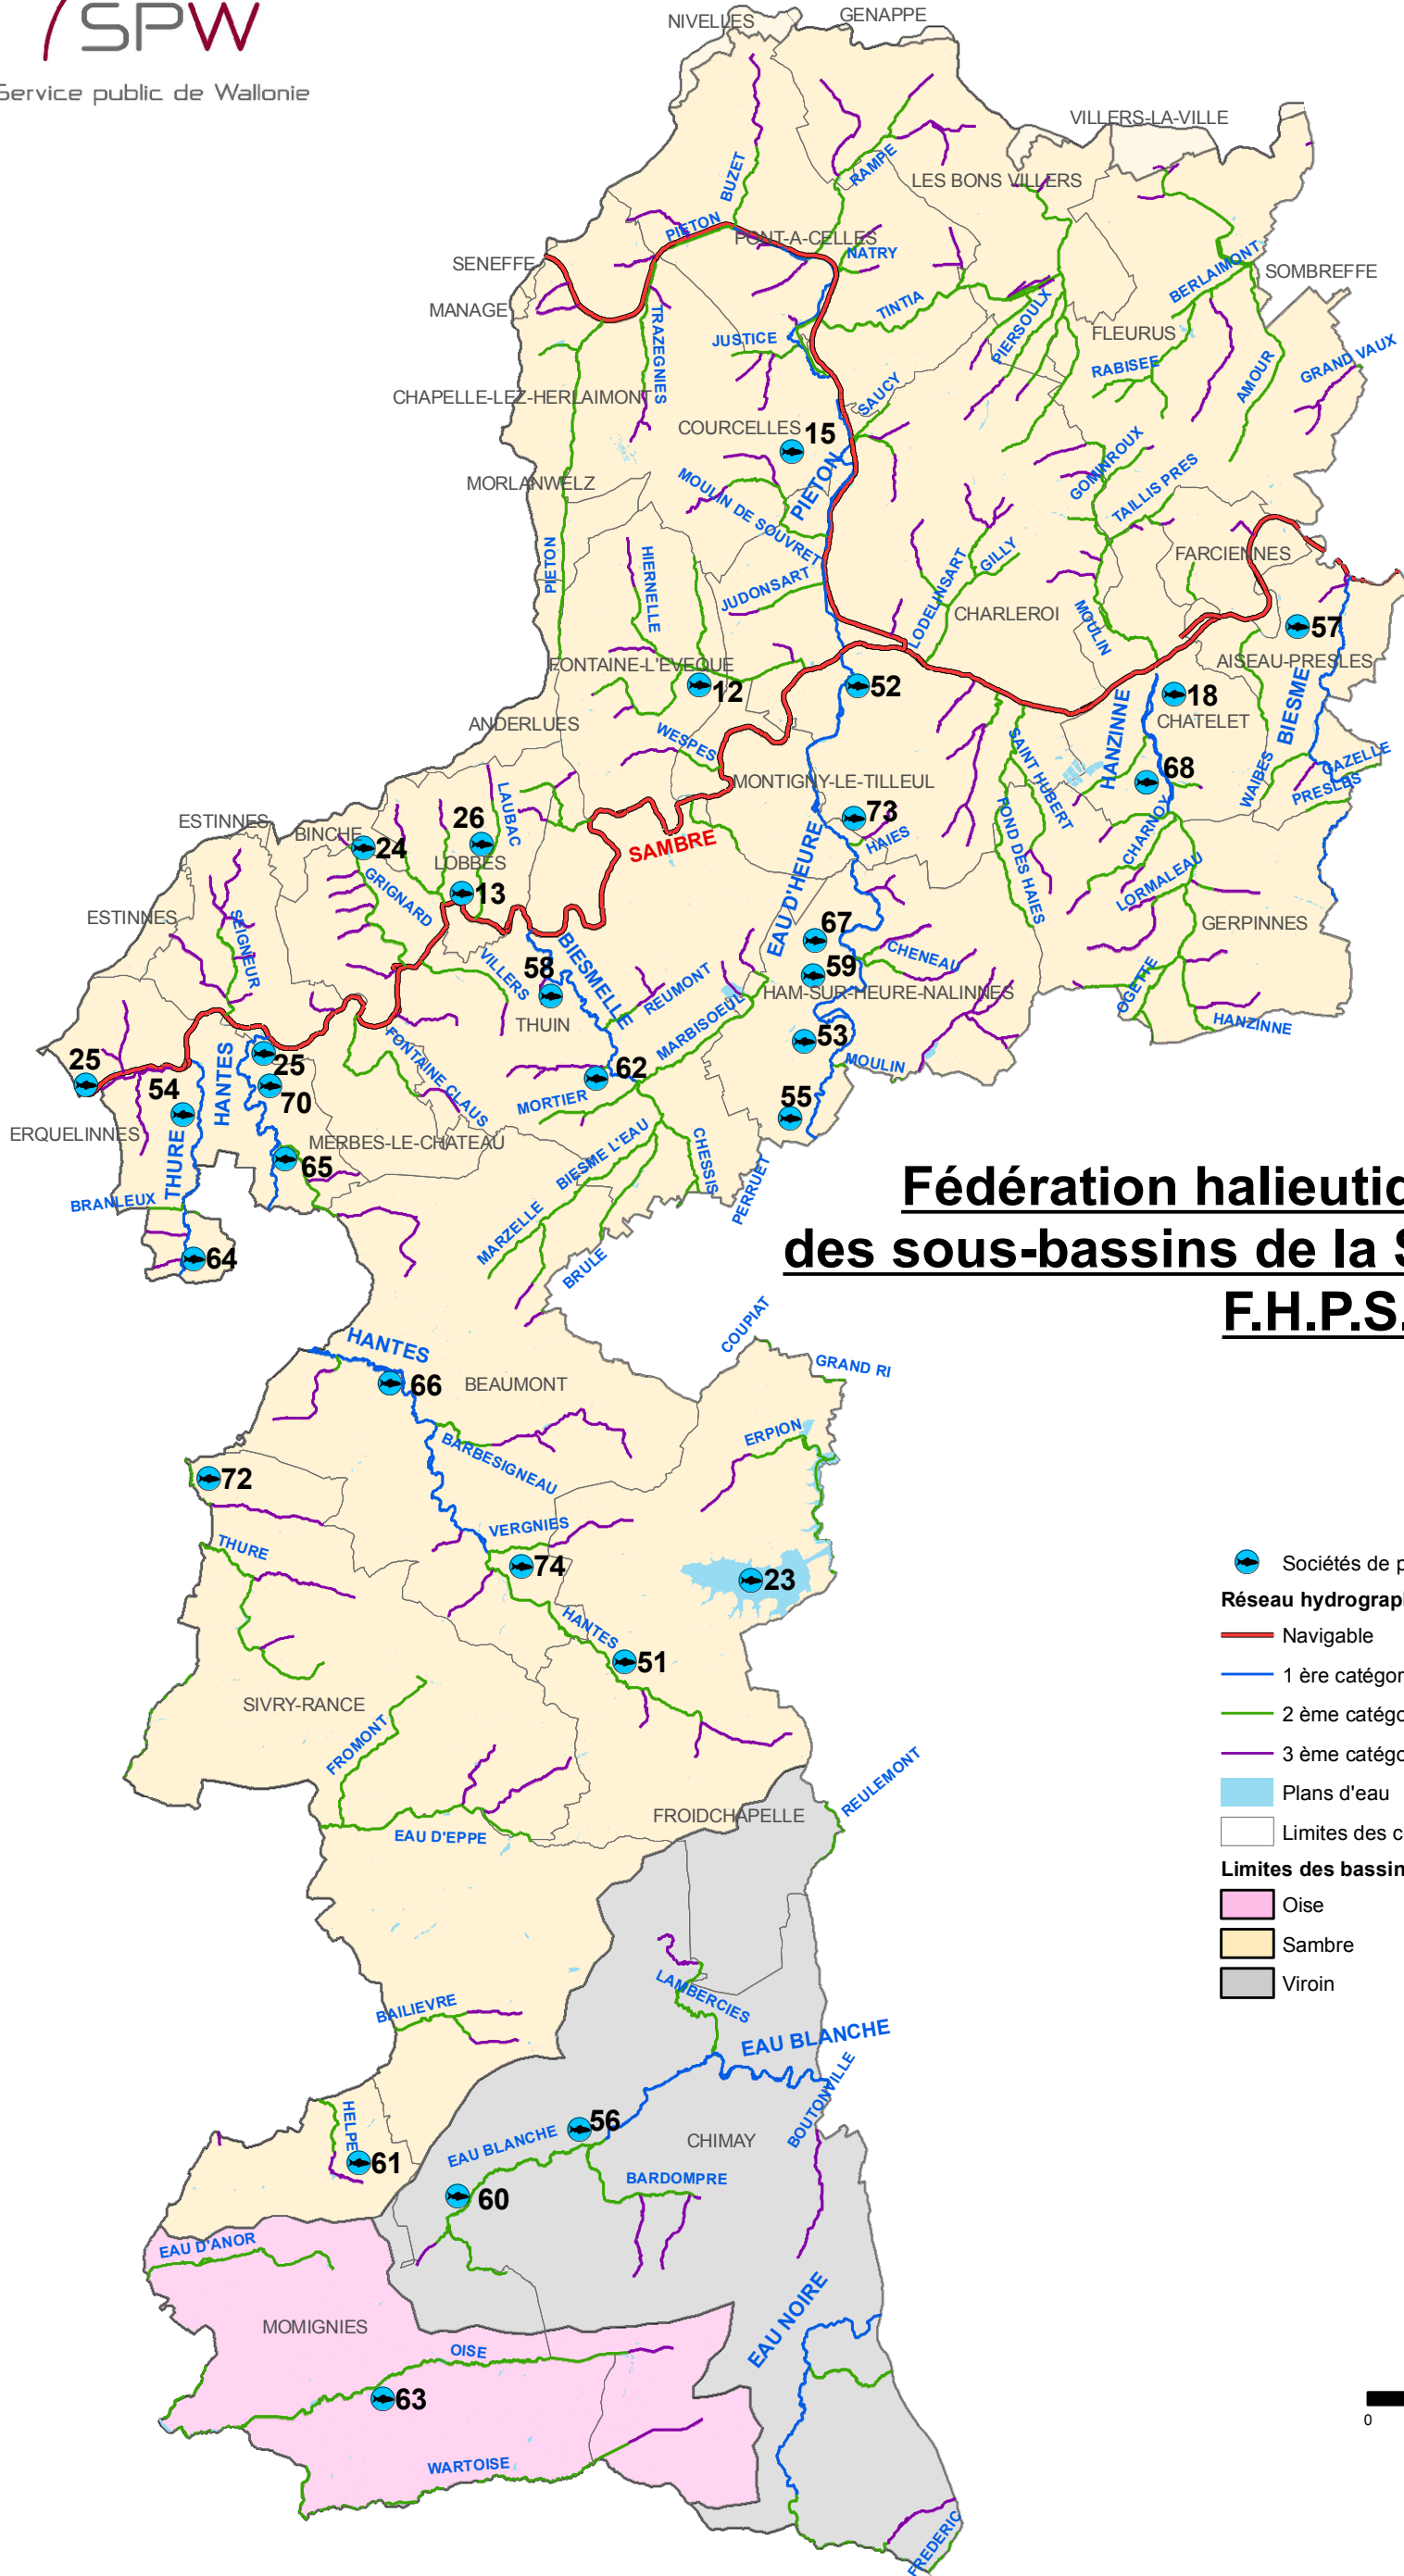 SPW
Service public de Wallonie
NIVELLES
GENAPPE
VILLERS-LA-VILLE
BUZET
RAMPE
LES BONS VILLERS
PIETON
PONT-A-CELLES
NATRY
SENEFFE
BERLAIMONT
SOMBREFFE
MANAGE
TRAZEGNIES
TINTIA
PIERSOULX
JUSTICE
FLEURUS
RABISEE
AMOUR
GRAND VAUX
CHAPELLE-LEZ-HERLAIMONT
SAUCY
COURCELLES
15
MORLANWELZ
MOULIN DE SOUVRET
PIETON
GOMINROUX
TAILLIS PRES
PIETON
HIERNELLE
JUDONSART
LODELINSART
GILLY
FARCIENNES
CHARLEROI
MOULIN
57
FONTAINE-L'EVEQUE
12
52
AISEAU-PRESLES
18
CHATELET
BIESME
ANDERLUES
WESPES
HANZINNE
SAINT HUBERT
MONTIGNY-LE-TILLEUL
68
WAIBES
GAZELLE
PRESLES
LAUBAC
26
ESTINNES
BINCHE
24
LOBBES
SAMBRE
73
HAIES
FOND DES HAIES
CHARNOY
13
GRIGNARD
EAU D'HEURE
LORMALEAU
ESTINNES
SEIGNEUR
GERPINNES
67
BIESMELLE
VILLERS
58
59
CHENEAU
REUMONT
HAM-SUR-HEURE-NALINNES
OGETTE
THUIN
MARBISOEUL
HANZINNE
53
FONTAINE CLAUS
MOULIN
25
25
54
HANTES
70
62
MORTIER
55
ERQUELINNES
THURE
MERBES-LE-CHATEAU
65
BIESME L'EAU
CHESSIS
PERRUET
BRANLEUX
MARZELLE
64
BRULE
Fédération halieutiq
des sous-bassins de la S
F.H.P.S.
COUPIAT
GRAND RI
HANTES
66
BEAUMONT
ERPION
BARBESIGNEAU
72
VERGNIES
THURE
74
23
HANTES
51
SIVRY-RANCE
FROMONT
Sociétés de p
Réseau hydrograp
Navigable
1 ère catégor
2 ème catégo
3 ème catégo
Plans d'eau
Limites des c
Limites des bassin
Oise
Sambre
Viroin
REULEMONT
FROIDCHAPELLE
EAU D'EPPE
LAMBERCIES
BAILIEVRE
EAU BLANCHE
BOUTONVILLE
HELPE
56
CHIMAY
EAU BLANCHE
61
60
BARDOMPRE
EAU D'ANOR
EAU NOIRE
MOMIGNIES
OISE
63
0
WARTOISE
FREDERIC